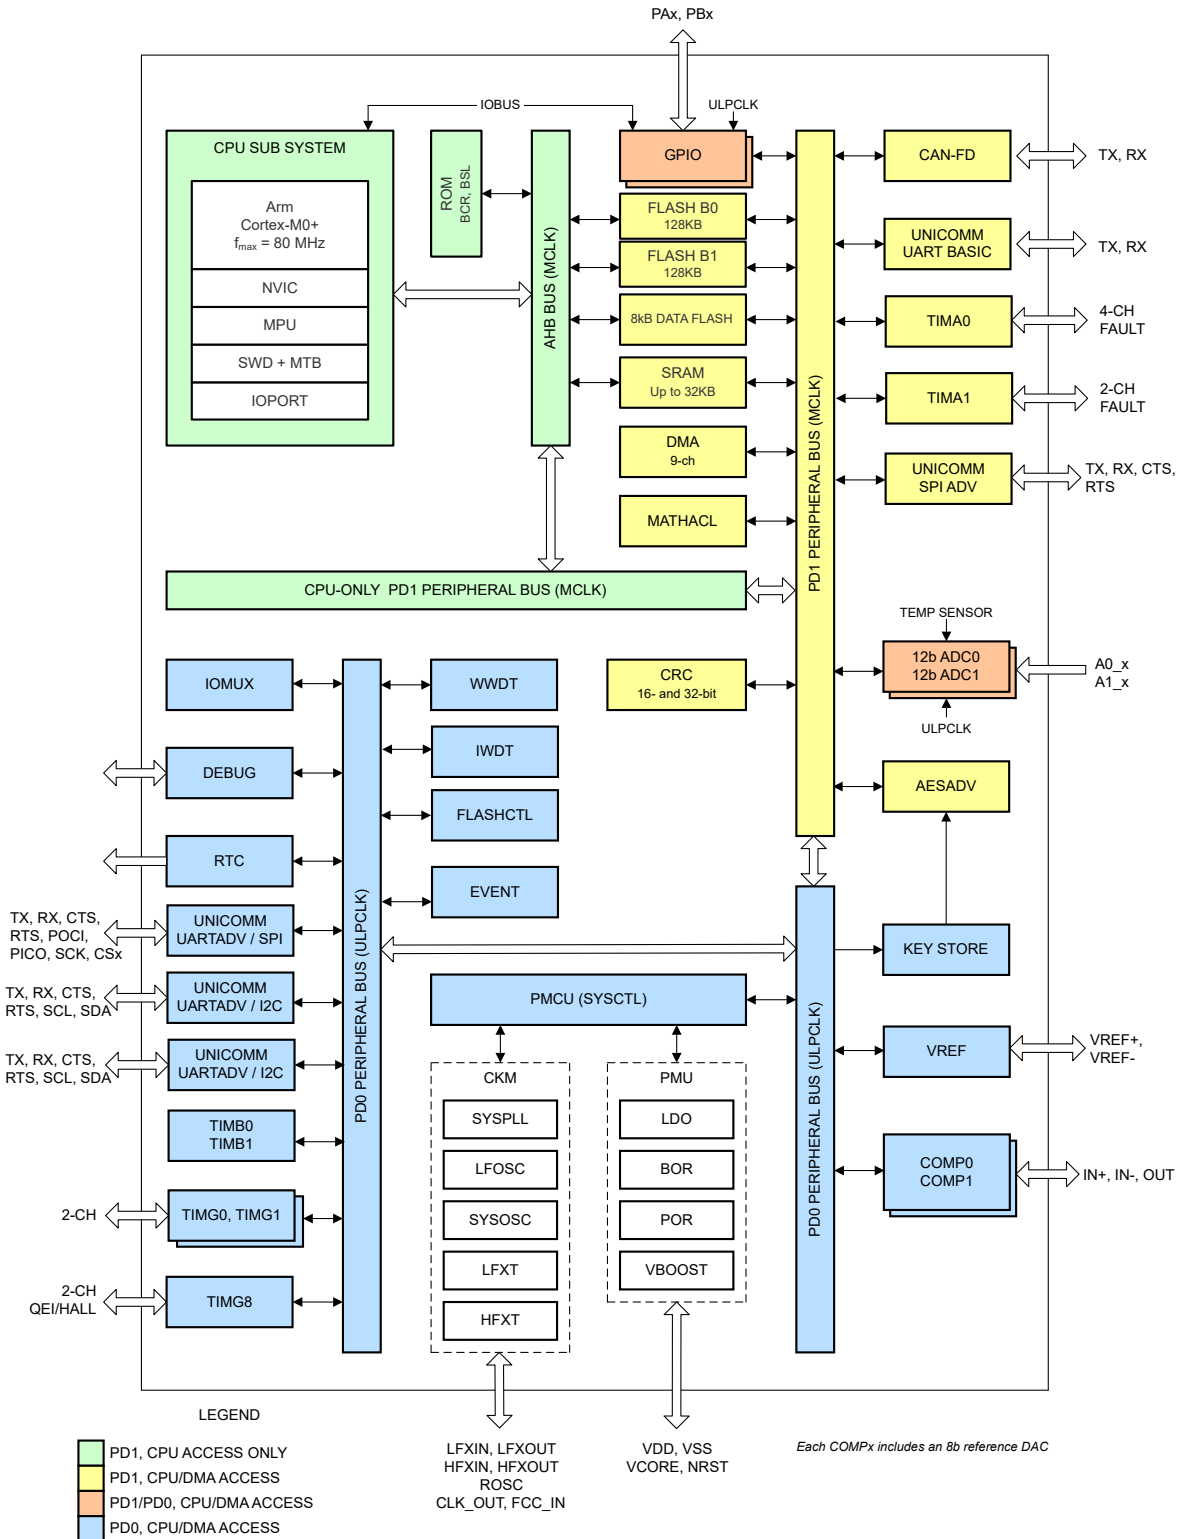 PAx, PBx
IOBUS
ULPCLK
CPU SUB SYSTEM
Arm
Cortex-M0+
fmax = 80 MHz
NVIC
MPU
SWD + MTB
IOPORT
ROM
BCR, BSL
AHB BUS (MCLK)
GPIO
FLASH B0
128KB
FLASH B1
128KB
8kB DATA FLASH
SRAM
Up to 32KB
DMA
9-ch
MATHACL
PD1 PERIPHERAL BUS (MCLK)
CAN-FD
TX, RX
UNICOMM
UART BASIC
TX, RX
TIMA0
4-CH
FAULT
TIMA1
2-CH
FAULT
UNICOMM
SPI ADV
TX, RX, CTS,
RTS
CPU-ONLY PD1 PERIPHERAL BUS (MCLK)
TEMP SENSOR
12b ADC0
12b ADC1
A0_x
A1_x
ULPCLK
CRC
16- and 32-bit
AESADV
IOMUX
DEBUG
RTC
TX, RX, CTS,
RTS, POCI,
PICO, SCK, CSx
UNICOMM
UARTADV / SPI
TX, RX, CTS,
RTS, SCL, SDA
UNICOMM
UARTADV / I2C
TX, RX, CTS,
RTS, SCL, SDA
UNICOMM
UARTADV / I2C
TIMB0
TIMB1
2-CH
TIMG0, TIMG1
2-CH
QEI/HALL
TIMG8
PD0 PERIPHERAL BUS (ULPCLK)
WWDT
IWDT
FLASHCTL
EVENT
PMCU (SYSCTL)
CKM
SYSPLL
LFOSC
SYSOSC
LFXT
HFXT
PMU
LDO
BOR
POR
VBOOST
PD0 PERIPHERAL BUS (ULPCLK)
KEY STORE
VREF
VREF+,
VREF-
COMP0
COMP1
IN+, IN-, OUT
LEGEND
PD1, CPU ACCESS ONLY
PD1, CPU/DMA ACCESS
PD1/PD0, CPU/DMA ACCESS
PD0, CPU/DMA ACCESS
LFXIN, LFXOUT
HFXIN, HFXOUT
ROSC
CLK_OUT, FCC_IN
VDD, VSS
VCORE, NRST
Each COMPx includes an 8b reference DAC